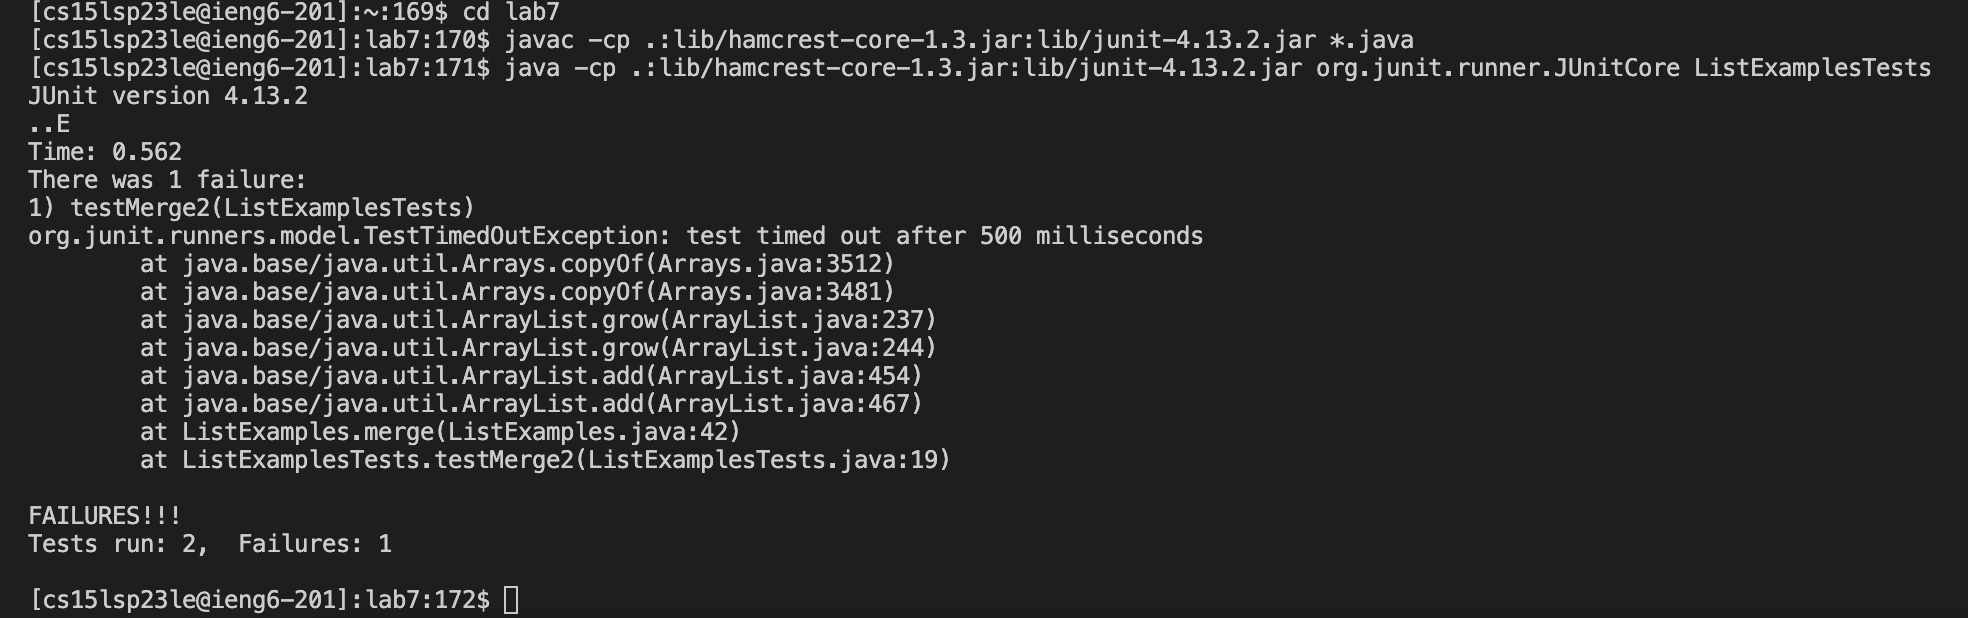 [cs15lsp23le@ieng6-201]:~:169$ cd lab7
[cs15lsp23le@ieng6-201]:lab7:170$ javac -cp .:lib/hamcrest-core-1.3.jar:lib/junit-4.13.2.jar *.java
[cs15lsp23le@ieng6-201]:lab7:171$ java -cp .:lib/hamcrest-core-1.3.jar:lib/junit-4.13.2.jar org.junit.runner.JUnitCore ListExamplesTests
JUnit version 4.13.2
..E
Time: 0.562
There was 1 failure:
1) testMerge2(ListExamplesTests)
org.junit.runners.model.TestTimedOutException: test timed out after 500 milliseconds
        at java.base/java.util.Arrays.copyOf(Arrays.java:3512)
        at java.base/java.util.Arrays.copyOf(Arrays.java:3481)
        at java.base/java.util.ArrayList.grow(ArrayList.java:237)
        at java.base/java.util.ArrayList.grow(ArrayList.java:244)
        at java.base/java.util.ArrayList.add(ArrayList.java:454)
        at java.base/java.util.ArrayList.add(ArrayList.java:467)
        at ListExamples.merge(ListExamples.java:42)
        at ListExamplesTests.testMerge2(ListExamplesTests.java:19)

FAILURES!!!
Tests run: 2,  Failures: 1

[cs15lsp23le@ieng6-201]:lab7:172$